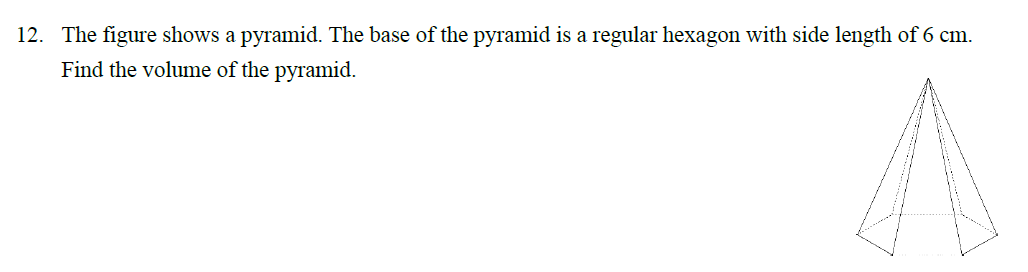 12. The figure shows a pyramid. The base of the pyramid is a regular hexagon with side length of 6 cm.
Find the volume of the pyramid.